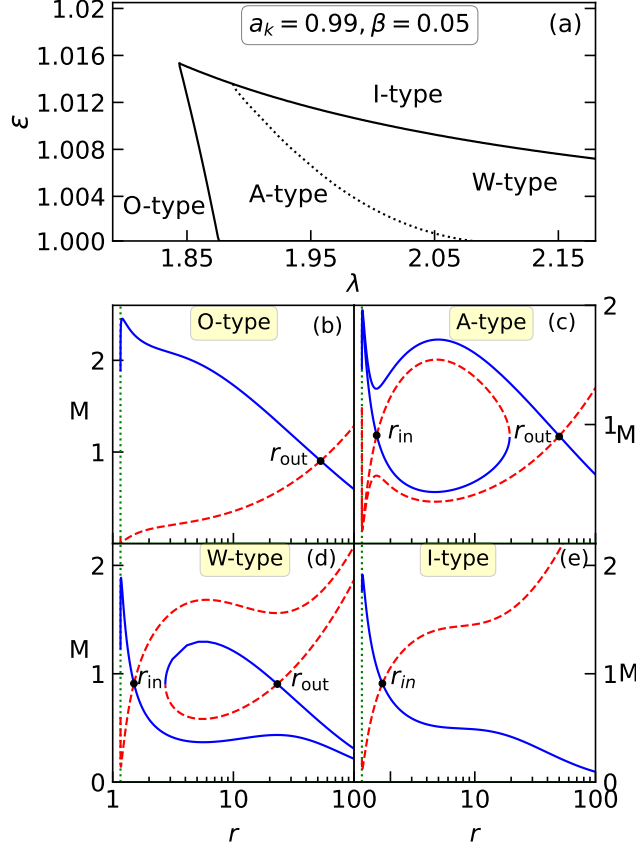 a_k = 0.99, β = 0.05
(a)
1.02
1.016
1.012
1.008
1.004
1.000
ε
I-type
W-type
A-type
O-type
1.85 1.95 2.05 2.15
λ
O-type (b)
A-type (c)
2
1
M
r_out
2
1
M
r_in
r_out
W-type (d)
I-type (e)
2
1
0
M
r_in
r_out
2
1
0
M
r_in
1 10 100
10 100
r
r